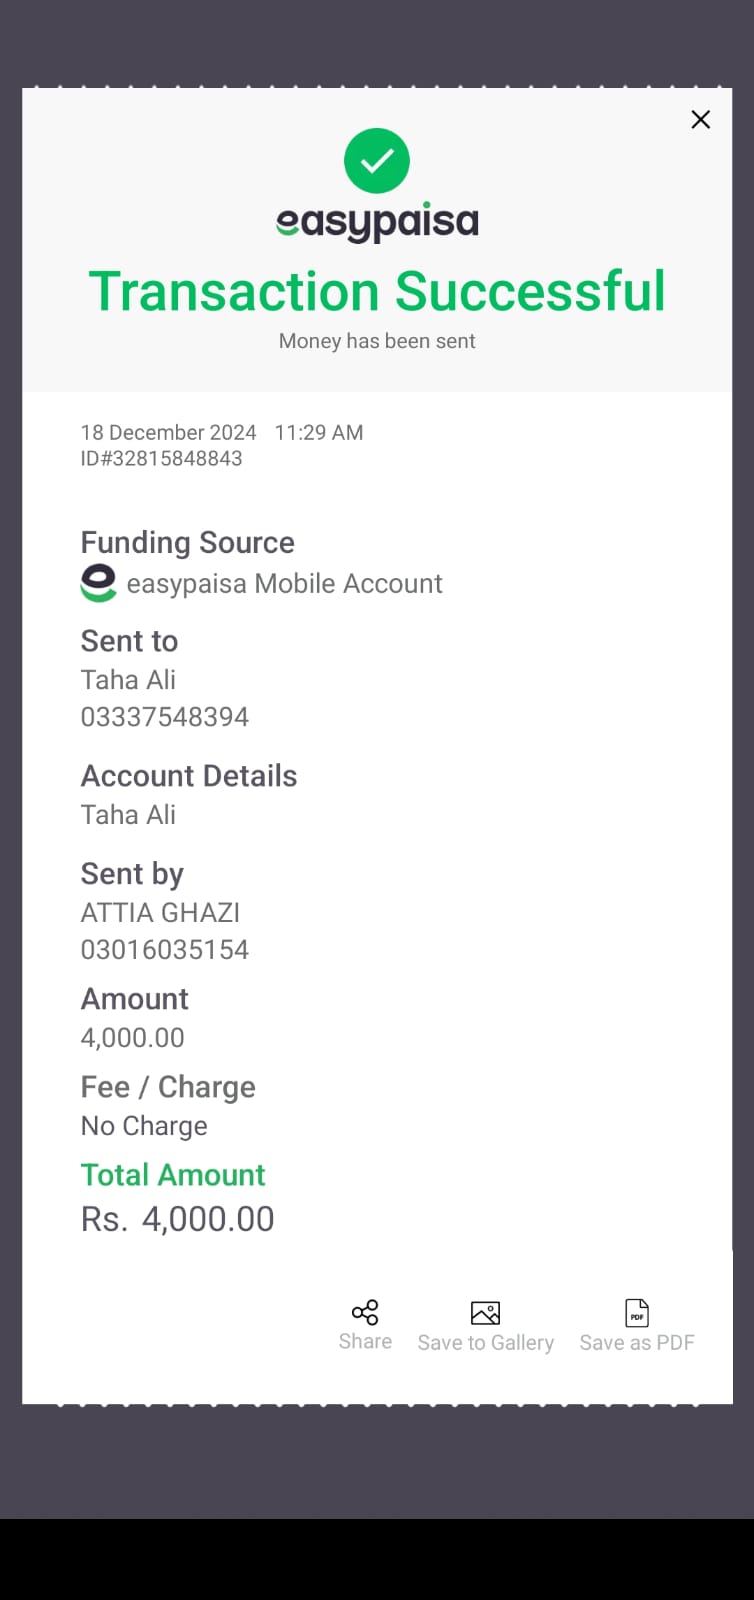 easypaisa
Transaction Successful
Money has been sent
18 December 2024 11:29 AM
ID#32815848843
Funding Source
easypaisa Mobile Account
Sent to
Taha Ali
03337548394
Account Details
Taha Ali
Sent by
ATTIA GHAZI
03016035154
Amount
4,000.00
Fee / Charge
No Charge
Total Amount
Rs. 4,000.00
PDF
Share Save to Gallery Save as PDF